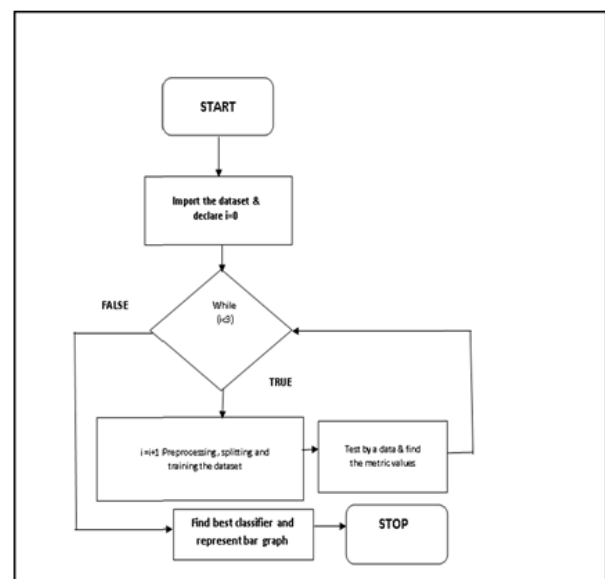 START
Import the dataset &
declare i=0
FALSE
While
(i<3)
TRUE
i =i+1 Preprocessing, splitting and
training the dataset
Test by a data & find
the metric values
Find best classifier and
represent bar graph
STOP